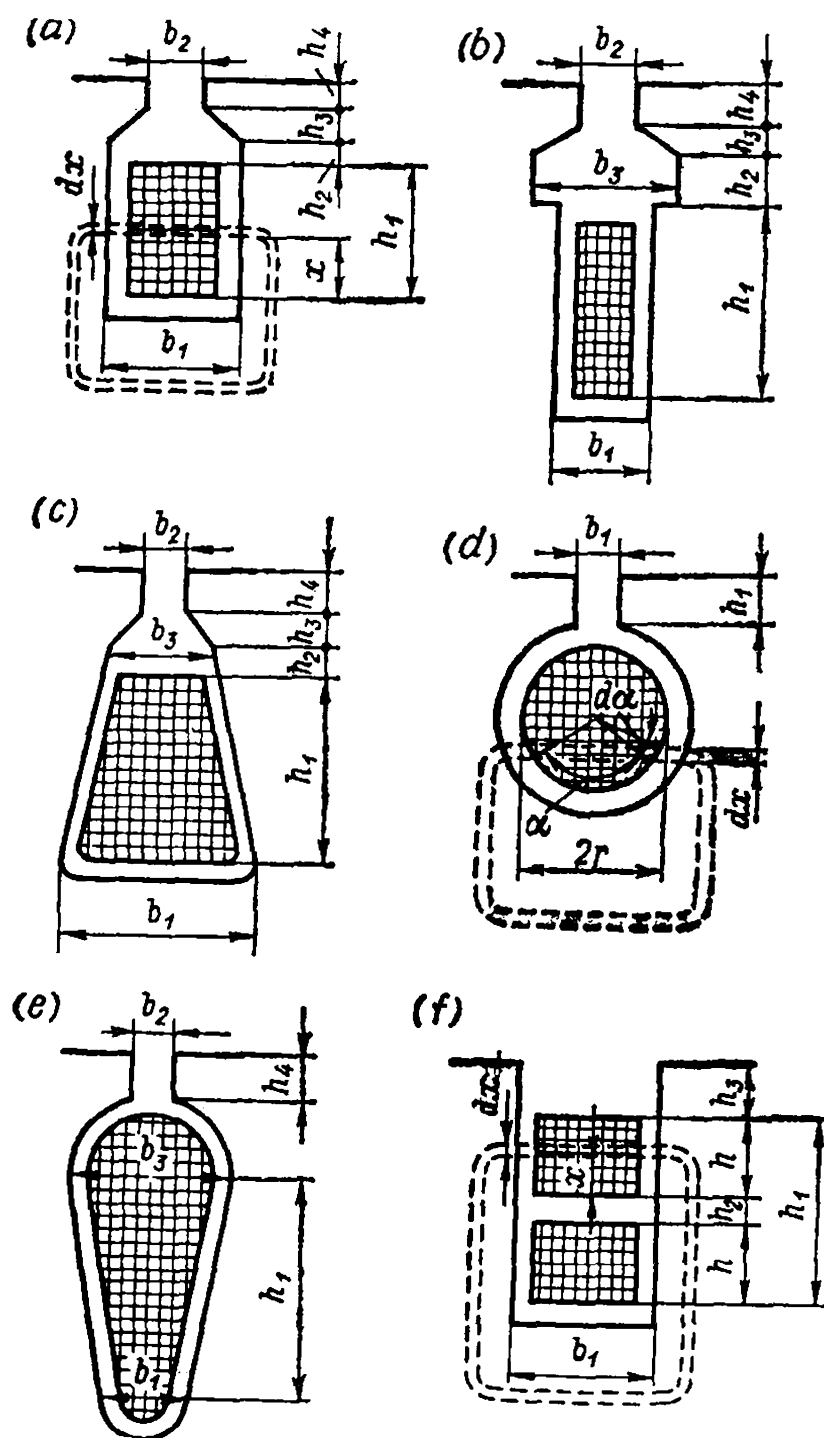 (a)
b₂
h₄
h₃
h₂
dx
h₁
x
b₁
(b)
b₂
h₄
h₃
b₃
h₂
h₁
b₁
(c)
b₂
h₄
h₃
b₃
h₂
h₁
b₁
(d)
b₁
h₁
dα
α
dx
2r
(e)
b₂
h₄
b₃
h₁
b₁
(f)
dx
h₃
h
x
h₂
h₁
h
b₁